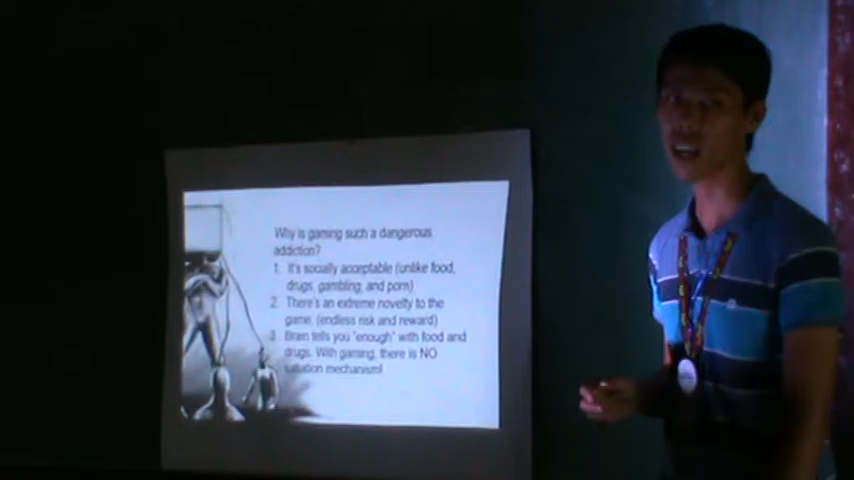 Why is gaming such a dangerous
addiction?
1. It's socially acceptable (unlike food,
drugs, gambling, and porn)
2. There's an extreme novelty to the
game. (endless risk and reward)
3. Brain tells you "enough" with food and
drugs. With gaming, there is NO
satiation mechanism!